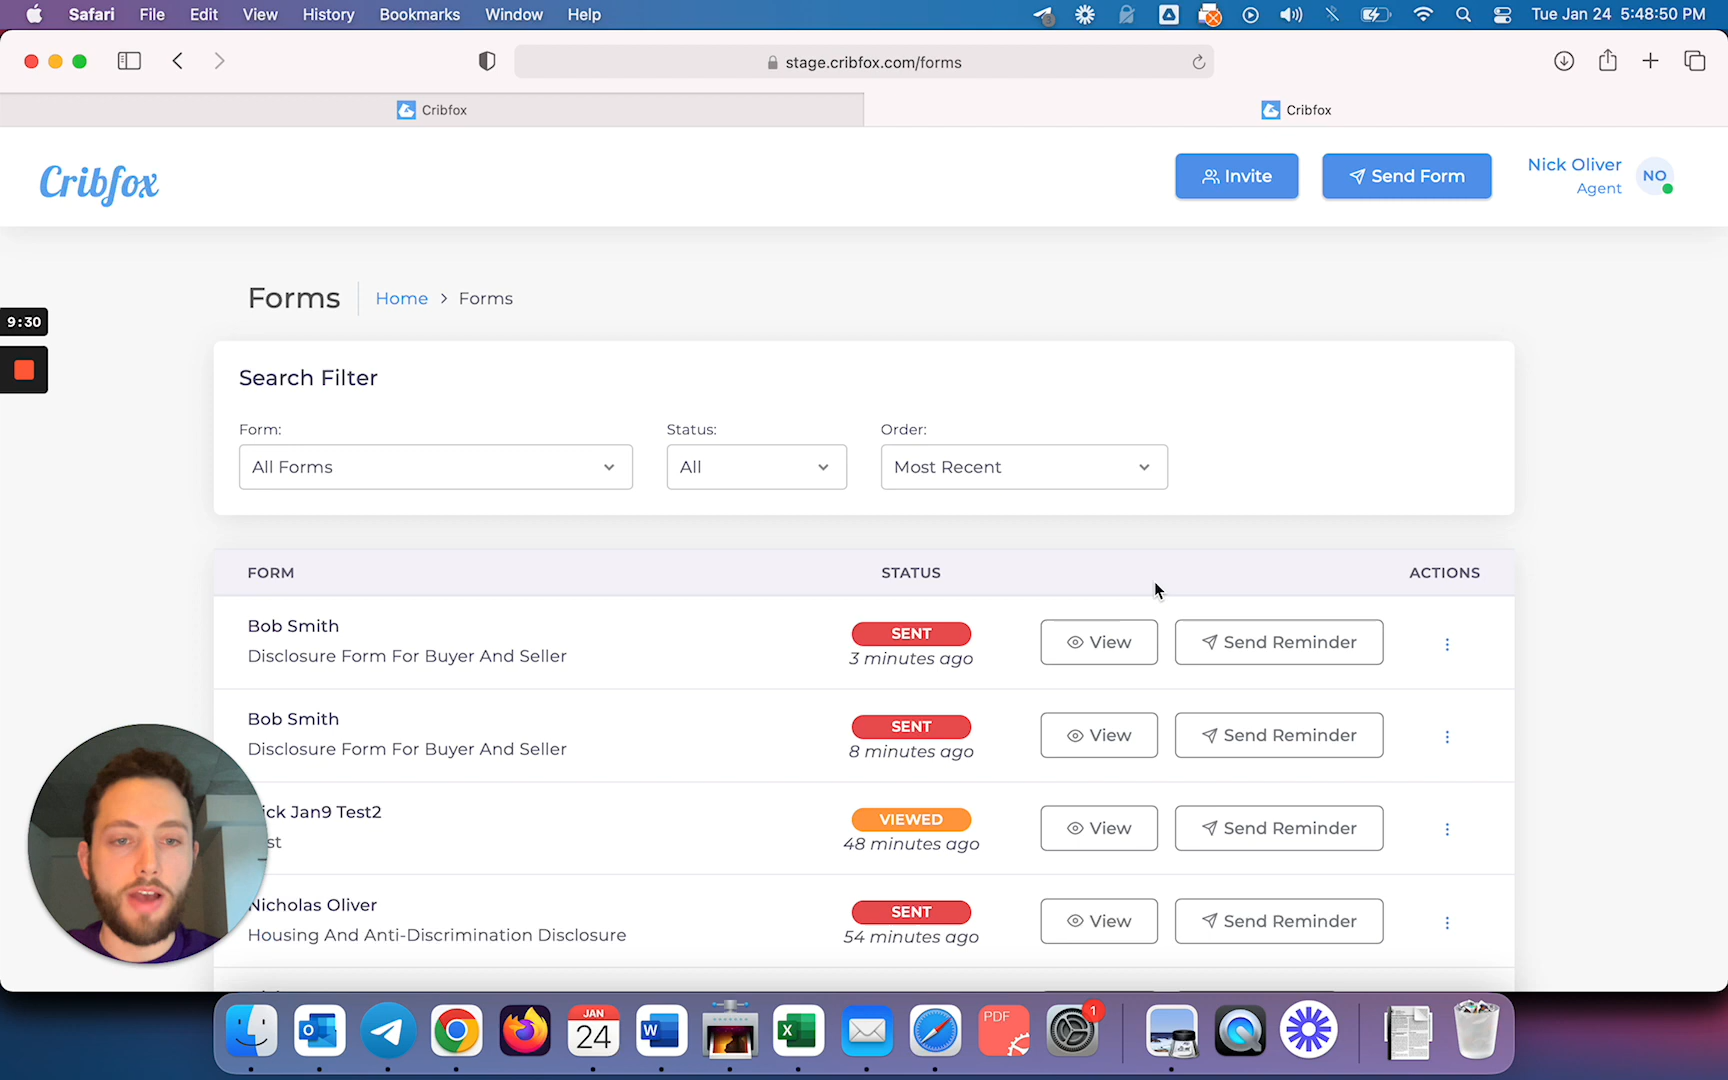 Safari File Edit View History Bookmarks Window Help Tue Jan 24 5:48:50 PM
stage.cribfox.com/forms
Cribfox Cribfox
Cribfox Invite Send Form Nick Oliver NO
Agent
Forms Home > Forms
9:30
Search Filter
Form: Status: Order:
All Forms All Most Recent
FORM STATUS ACTIONS
Bob Smith SENT
Disclosure Form For Buyer And Seller 3 minutes ago View Send Reminder
Bob Smith SENT
Disclosure Form For Buyer And Seller 8 minutes ago View Send Reminder
ick Jan9 Test2 VIEWED
st 48 minutes ago View Send Reminder
Nicholas Oliver SENT
Housing And Anti-Discrimination Disclosure 54 minutes ago View Send Reminder
JAN
24
PDF
1
O
W
X